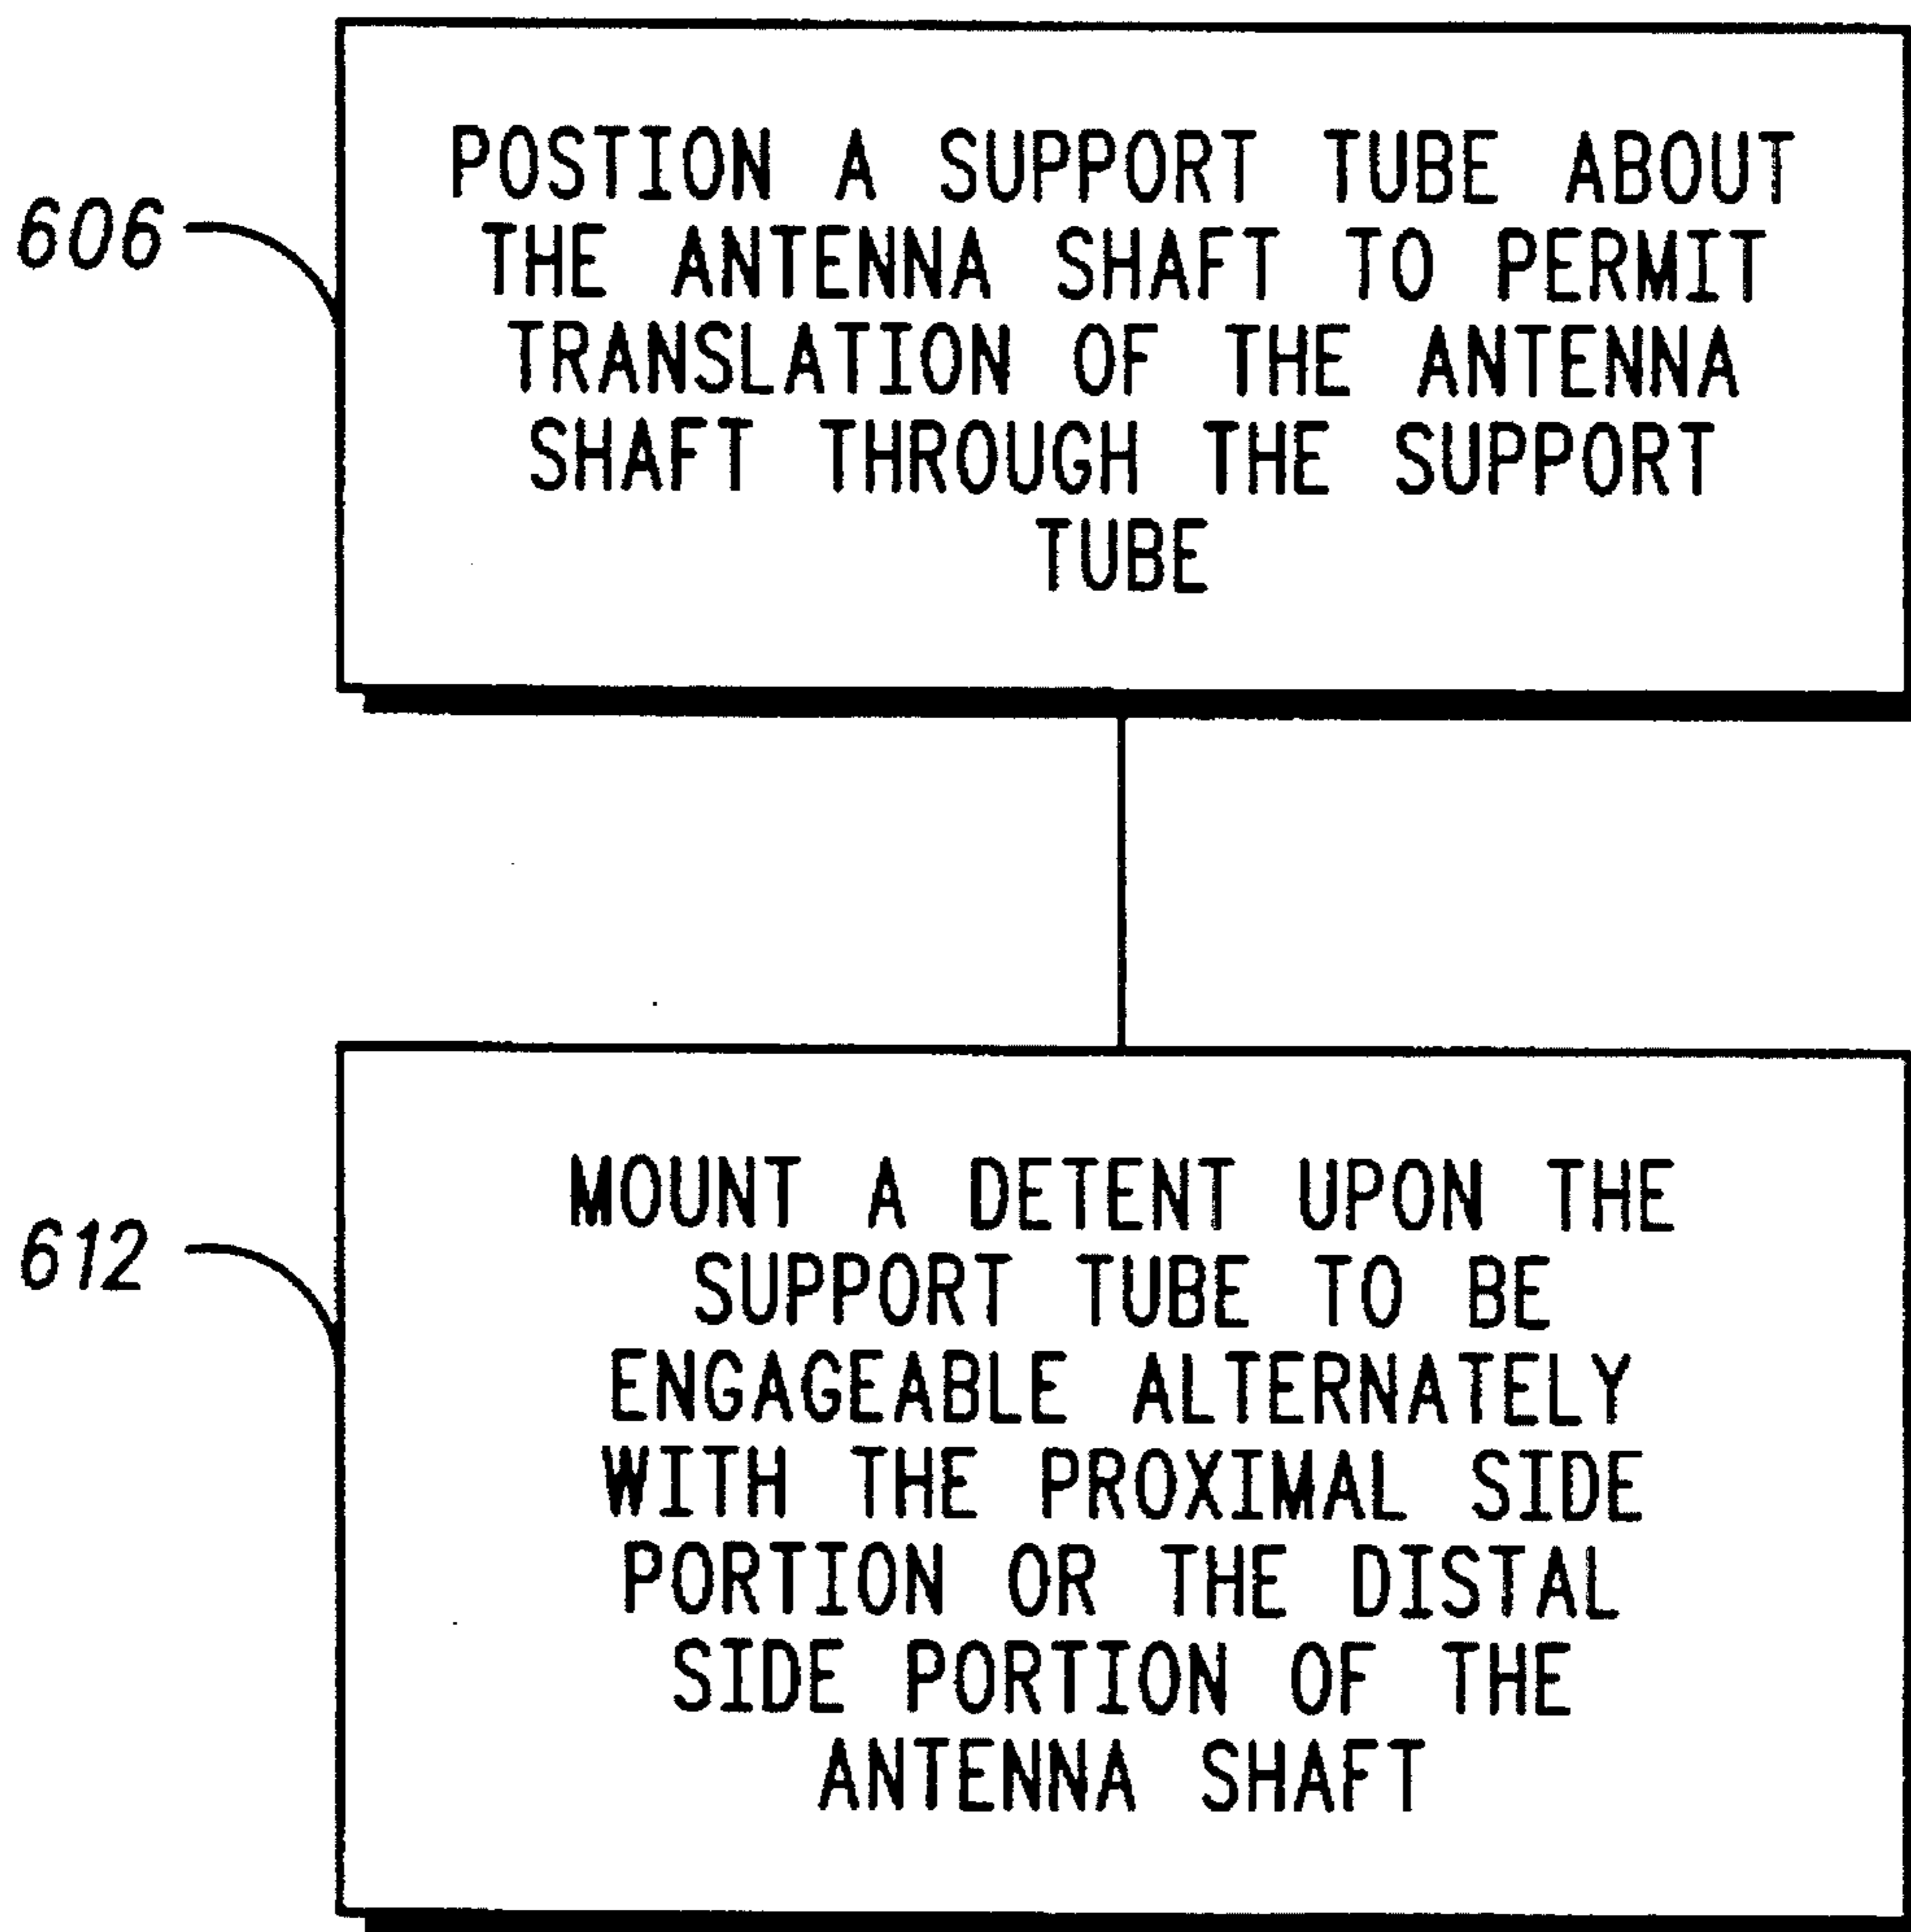 606
POSTION A SUPPORT TUBE ABOUT
THE ANTENNA SHAFT TO PERMIT
TRANSLATION OF THE ANTENNA
SHAFT THROUGH THE SUPPORT
TUBE
612
MOUNT A DETENT UPON THE
SUPPORT TUBE TO BE
ENGAGEABLE ALTERNATELY
WITH THE PROXIMAL SIDE
PORTION OR THE DISTAL
SIDE PORTION OF THE
ANTENNA SHAFT